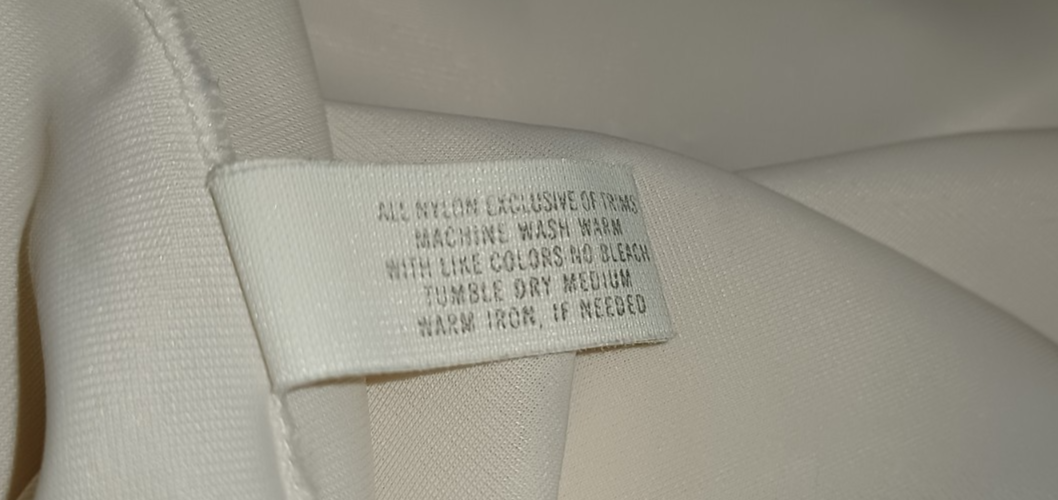 ALL NYLON EXCLUSIVE OF TRIMS
MACHINE WASH WARM
WITH LIKE COLORS NO BLEACH
TUMBLE DRY MEDIUM
WARM IRON, IF NEEDED